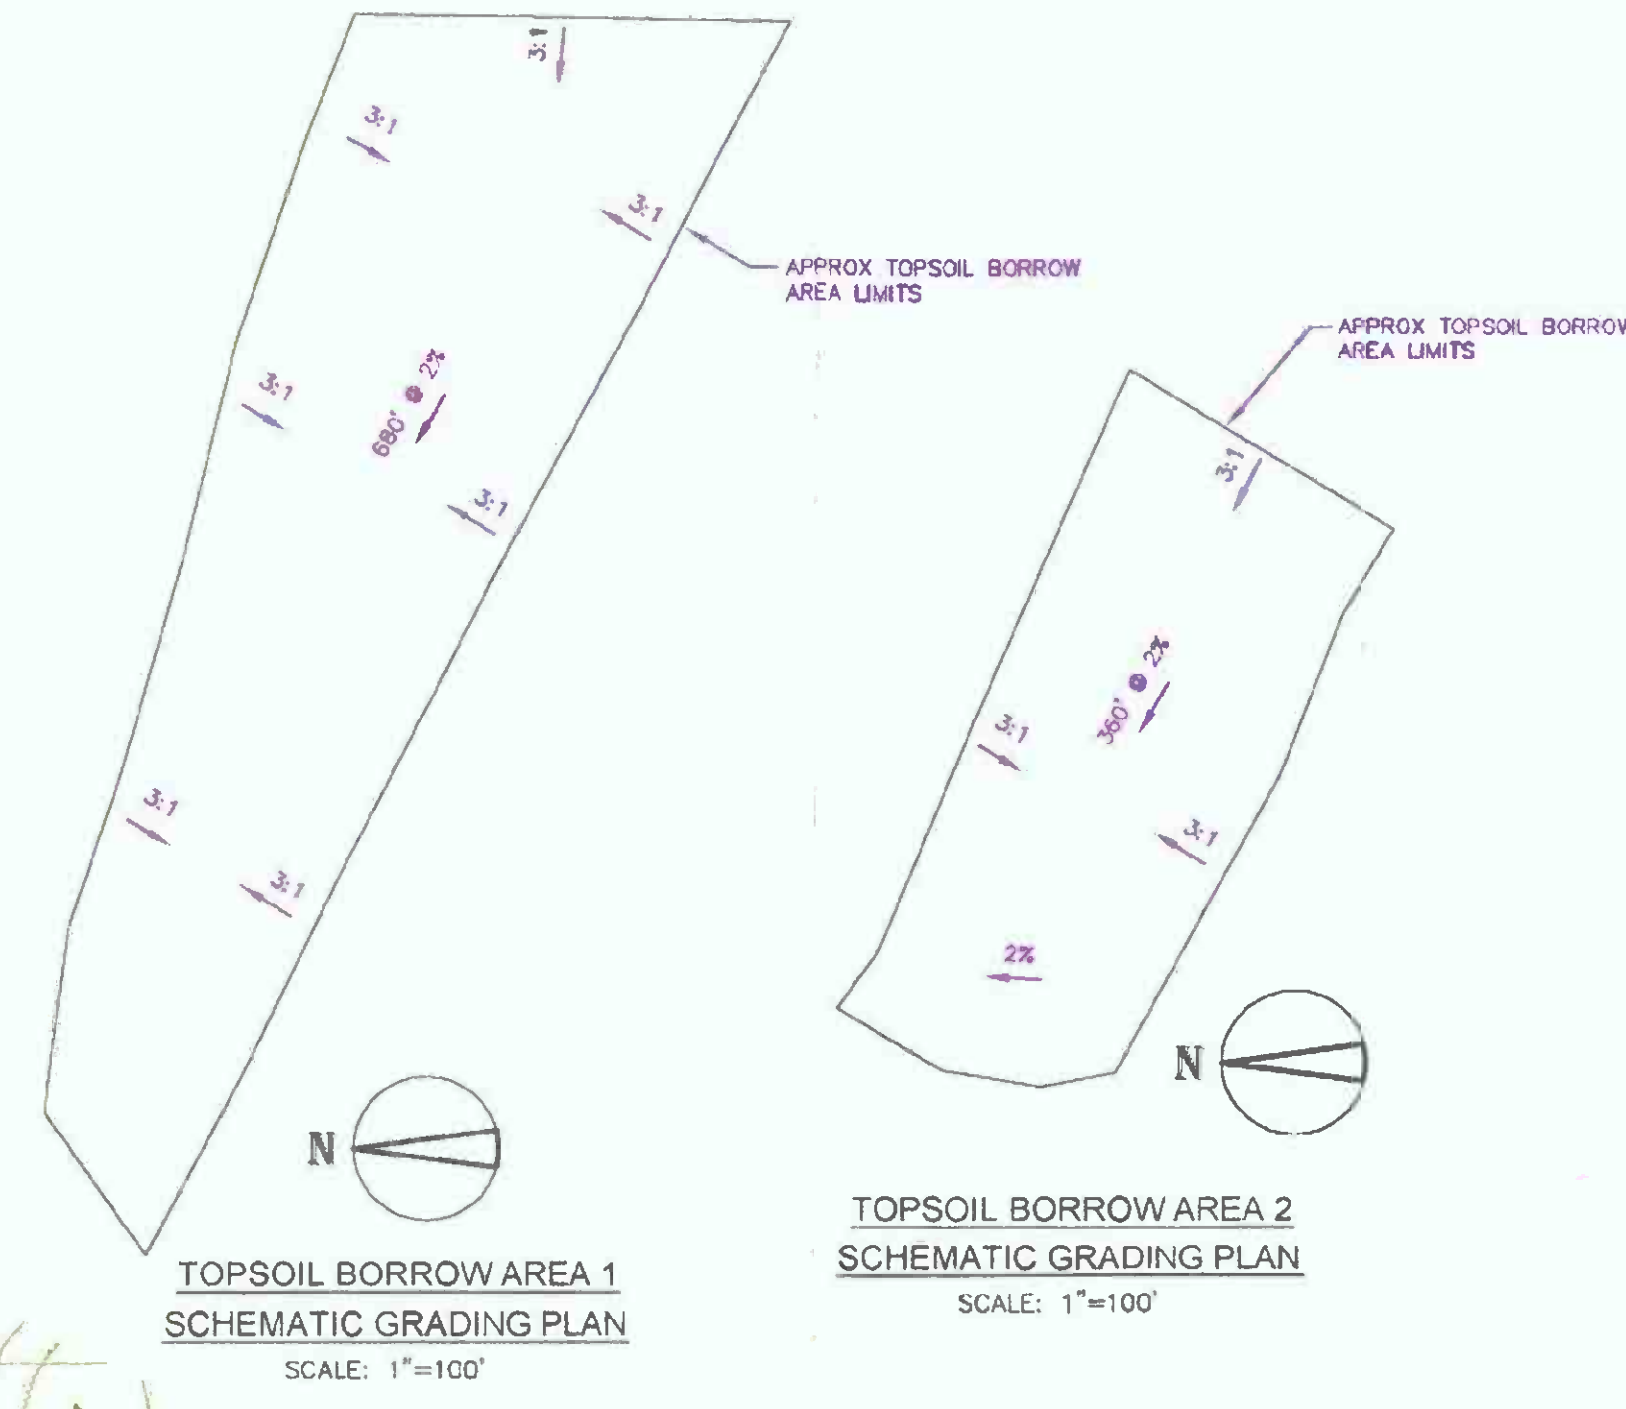 3:1
3:1
3:1
APPROX TOPSOIL BORROW
AREA LIMITS
3:1
680' @ 2%
3:1
3:1
3:1
N
TOPSOIL BORROW AREA 1
SCHEMATIC GRADING PLAN
SCALE: 1"=100'
APPROX TOPSOIL BORROW
AREA LIMITS
3:1
360' @ 2%
3:1
3:1
2%
N
TOPSOIL BORROW AREA 2
SCHEMATIC GRADING PLAN
SCALE: 1"=100'